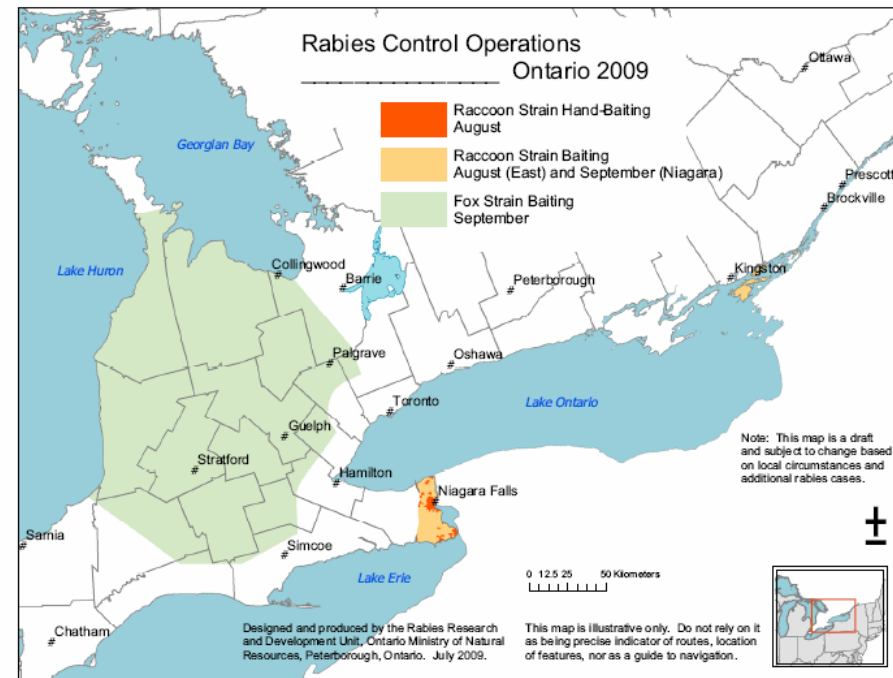 Rabies Control Operations
____________________ Ontario 2009
Raccoon Strain Hand-Baiting
August
Raccoon Strain Baiting
August (East) and September (Niagara)
Fox Strain Baiting
September
Ottawa
Georgian Bay
Prescott
Brockville
Lake Huron
Collingwood
Barrie
Peterborough
Kingston
Palgrave
Oshawa
Toronto
Lake Ontario
Guelph
Stratford
Hamilton
Niagara Falls
Note: This map is a draft
and subject to change based
on local circumstances and
additional rabies cases.
Sarnia
Simcoe
Lake Erie
0 12.5 25 50 Kilometers
Chatham
Designed and produced by the Rabies Research
and Development Unit, Ontario Ministry of Natural
Resources, Peterborough, Ontario. July 2009.
This map is illustrative only. Do not rely on it
as being precise indicator of routes, location
of features, nor as a guide to navigation.